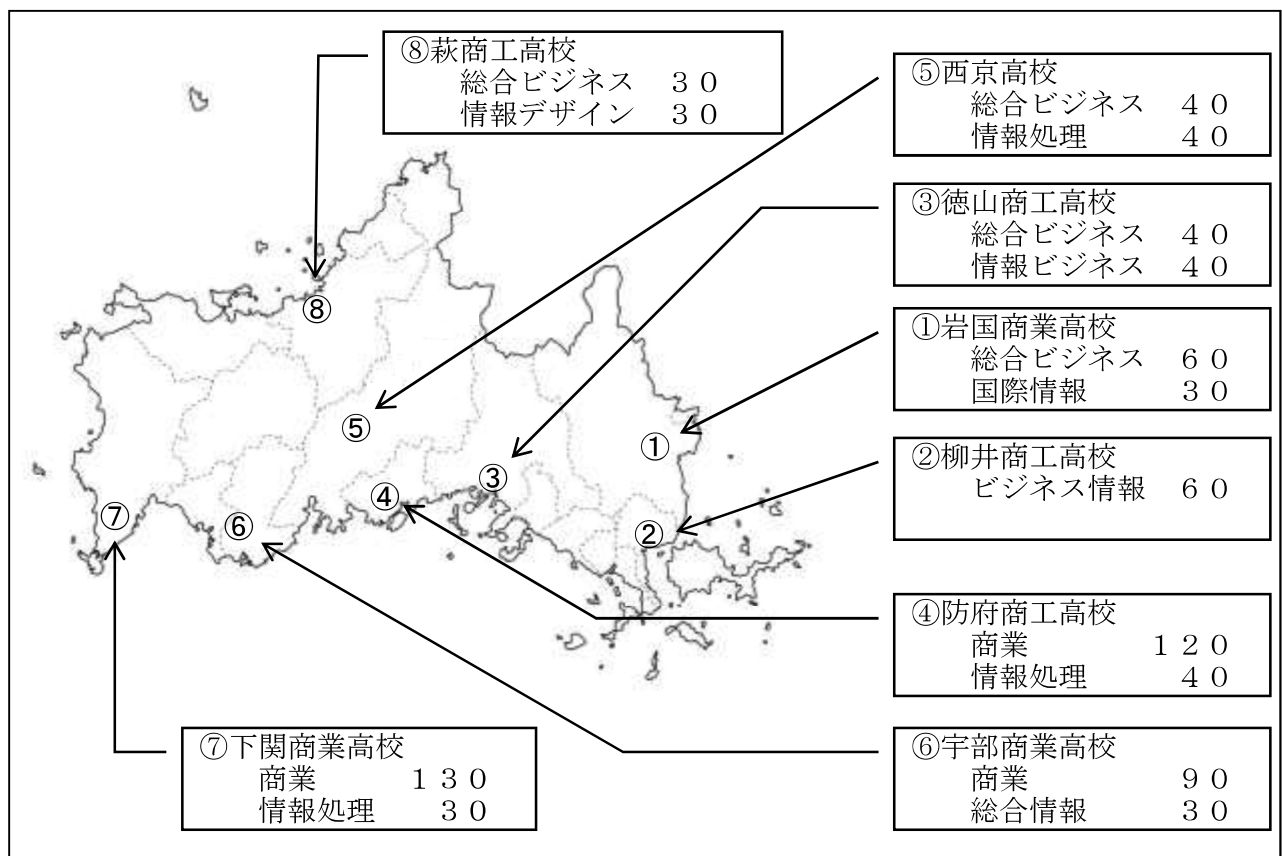 ⑧萩商工高校
総合ビジネス　３０
情報デザイン　３０
⑤西京高校
総合ビジネス　４０
情報処理　４０
③徳山商工高校
総合ビジネス　４０
情報ビジネス　４０
①岩国商業高校
総合ビジネス　６０
国際情報　３０
②柳井商工高校
ビジネス情報　６０
④防府商工高校
商業　１２０
情報処理　４０
⑥宇部商業高校
商業　９０
総合情報　３０
⑦下関商業高校
商業　１３０
情報処理　３０
⑧
⑤
①
③
④
⑦
⑥
②